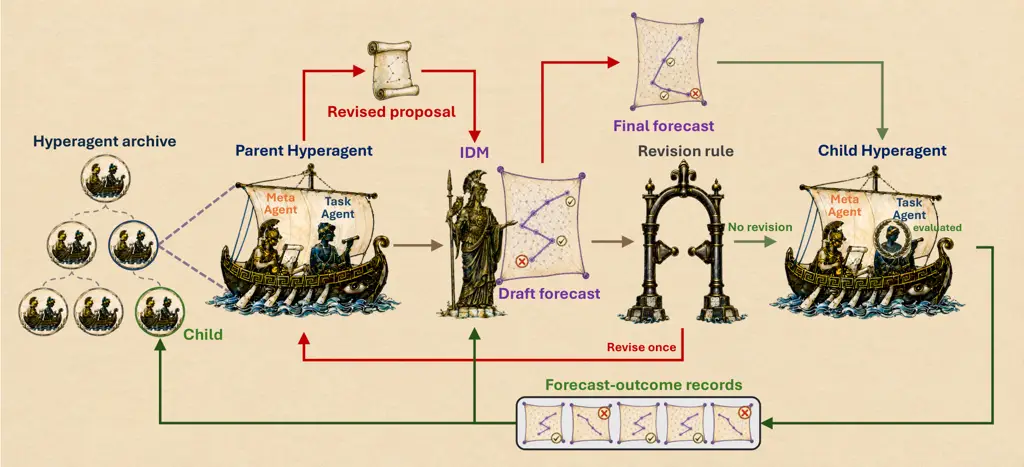 Revised proposal
Final forecast
Hyperagent archive
Parent Hyperagent
IDM
Revision rule
Child Hyperagent
Meta
Agent
Task
Agent
Meta
Agent
Task
Agent
evaluated
No revision
Draft forecast
Child
Revise once
Forecast-outcome records